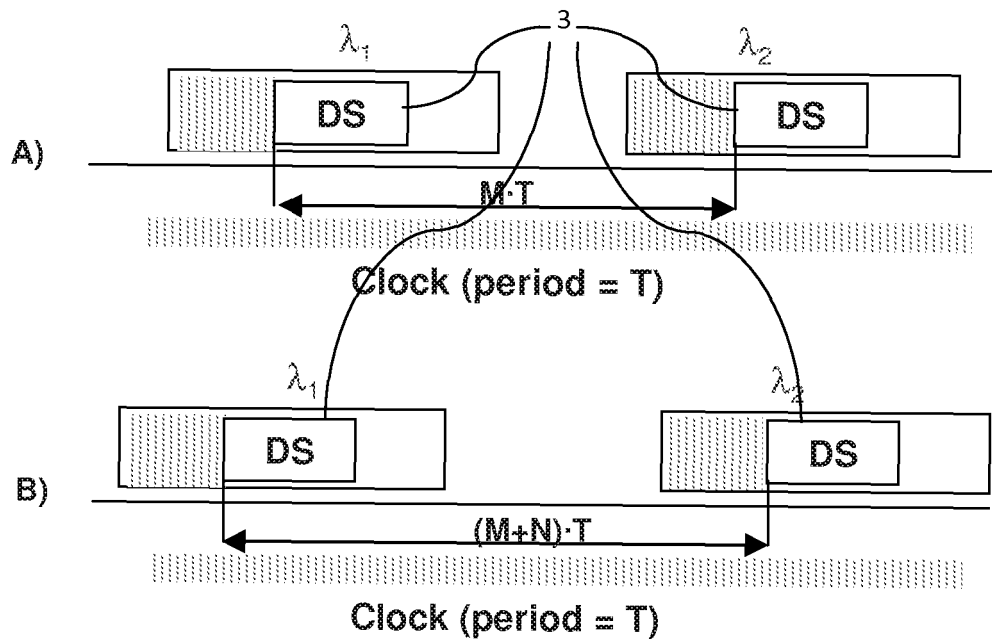 3
λ₁ λ₂
DS DS
A)
M·T
Clock (period = T)
λ₁ λ₂
DS DS
B)
(M+N)·T
Clock (period = T)